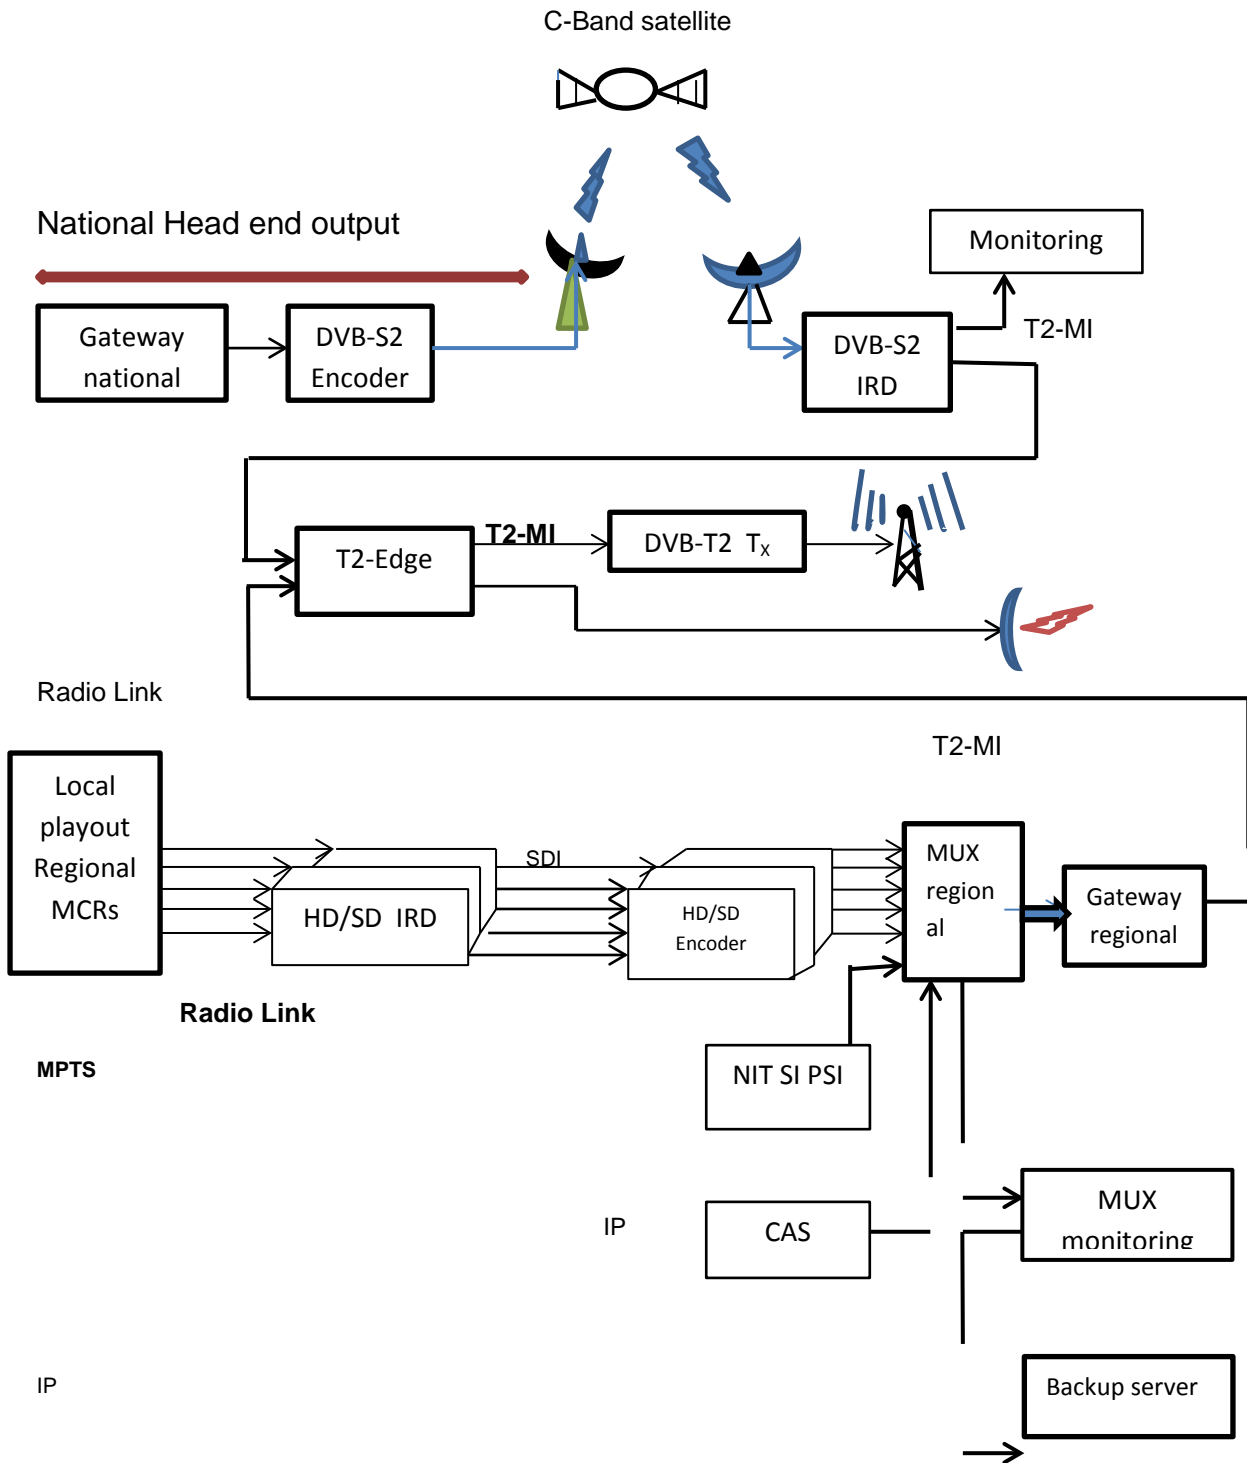 C-Band satellite
National Head end output
Monitoring
Gateway
national
DVB-S2
Encoder
DVB-S2
IRD
T2-MI
T2-Edge
T2-MI
DVB-T2 TX
Radio Link
T2-MI
Local
playout
Regional
MCRs
SDI
HD/SD IRD
HD/SD
Encoder
MUX
region
al
Gateway
regional
Radio Link
MPTS
NIT SI PSI
IP
CAS
MUX
monitoring
IP
Backup server